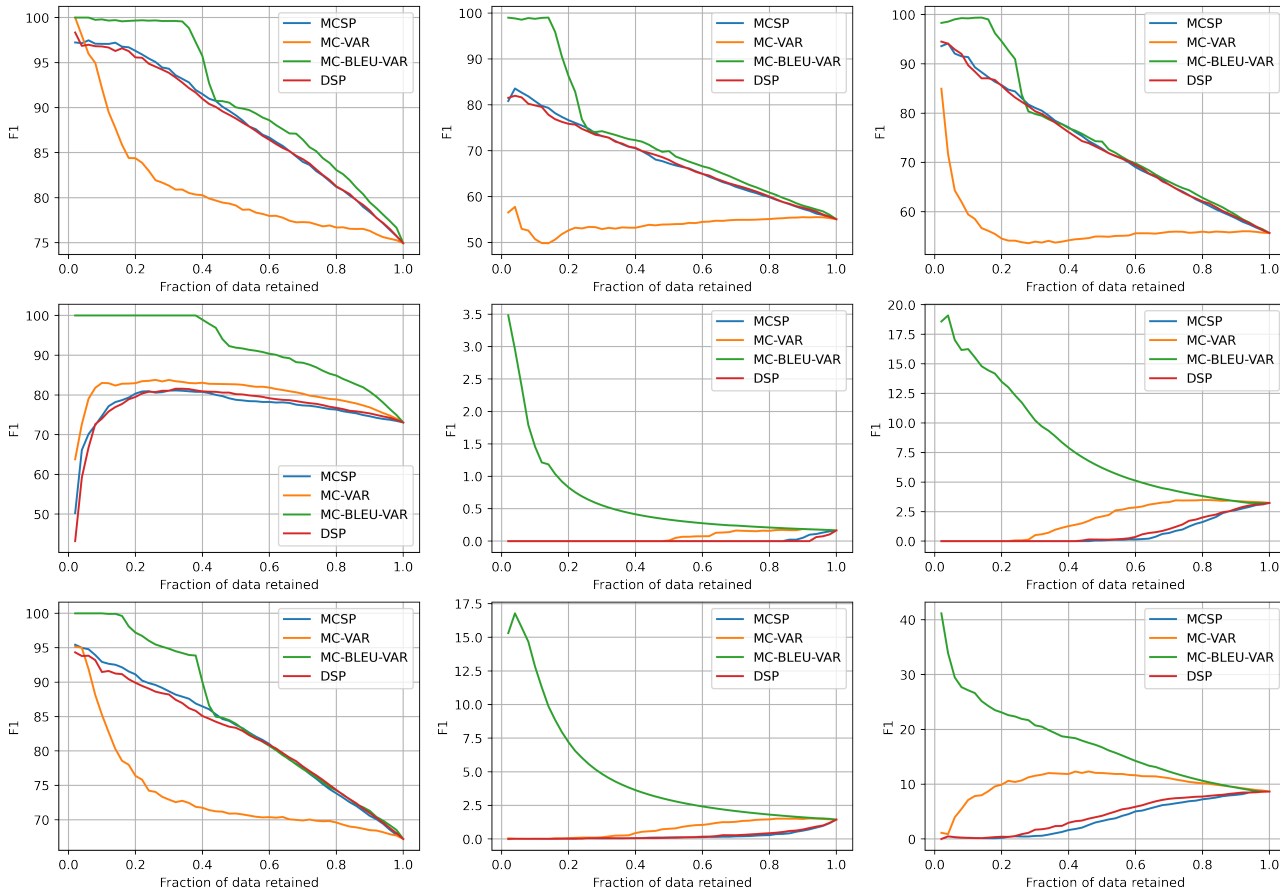 100
95
90
85
80
75
F1
0.0 0.2 0.4 0.6 0.8 1.0
Fraction of data retained
MCSP
MC-VAR
MC-BLEU-VAR
DSP
100
90
80
70
60
50
F1
0.0 0.2 0.4 0.6 0.8 1.0
Fraction of data retained
MCSP
MC-VAR
MC-BLEU-VAR
DSP
100
90
80
70
60
F1
0.0 0.2 0.4 0.6 0.8 1.0
Fraction of data retained
MCSP
MC-VAR
MC-BLEU-VAR
DSP
100
90
80
70
60
50
F1
0.0 0.2 0.4 0.6 0.8 1.0
Fraction of data retained
MCSP
MC-VAR
MC-BLEU-VAR
DSP
3.5
3.0
2.5
2.0
1.5
1.0
0.5
0.0
F1
0.0 0.2 0.4 0.6 0.8 1.0
Fraction of data retained
MCSP
MC-VAR
MC-BLEU-VAR
DSP
20.0
17.5
15.0
12.5
10.0
7.5
5.0
2.5
0.0
F1
0.0 0.2 0.4 0.6 0.8 1.0
Fraction of data retained
MCSP
MC-VAR
MC-BLEU-VAR
DSP
100
95
90
85
80
75
70
F1
0.0 0.2 0.4 0.6 0.8 1.0
Fraction of data retained
MCSP
MC-VAR
MC-BLEU-VAR
DSP
17.5
15.0
12.5
10.0
7.5
5.0
2.5
0.0
F1
0.0 0.2 0.4 0.6 0.8 1.0
Fraction of data retained
MCSP
MC-VAR
MC-BLEU-VAR
DSP
40
30
20
10
0
F1
0.0 0.2 0.4 0.6 0.8 1.0
Fraction of data retained
MCSP
MC-VAR
MC-BLEU-VAR
DSP